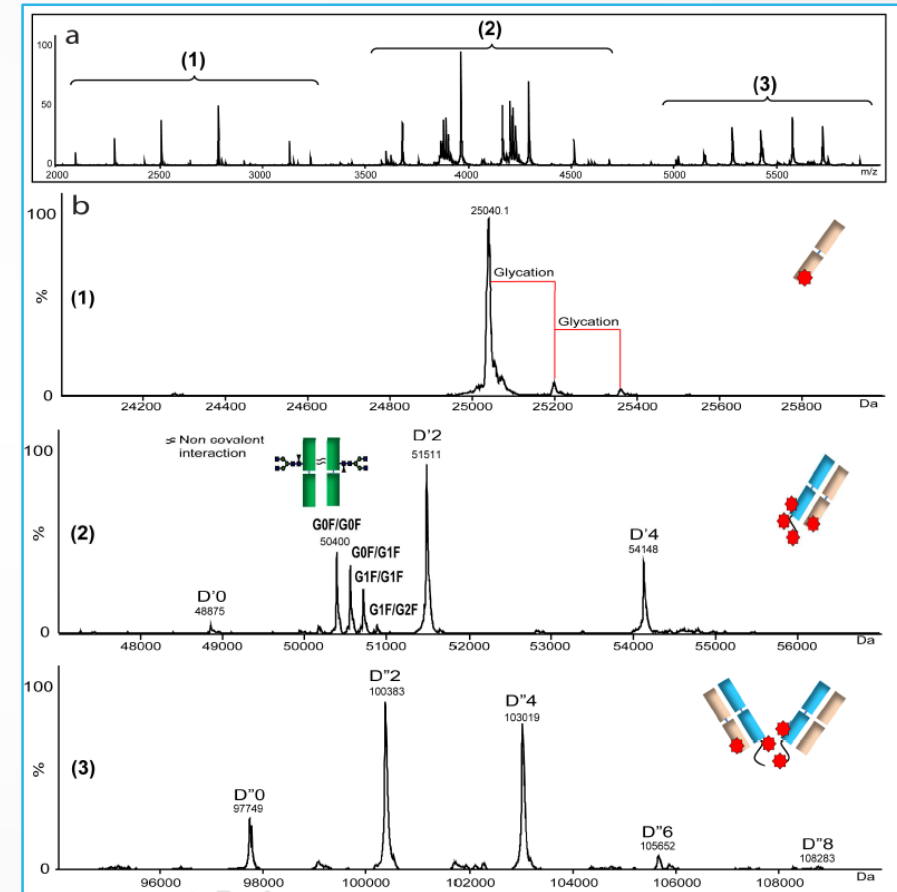 a
(1)
(2)
(3)
100
50
0
2000 2500 3000 3500 4000 4500 5000 5500 m/z
b
100
25040.1
Glycation
Glycation
(1)
%
0
24200 24400 24600 24800 25000 25200 25400 25600 25800 Da
100
≈ Non covalent
interaction
D'2
51511
G0F/G0F
50400
G0F/G1F
G1F/G1F
G1F/G2F
D'4
54148
(2)
%
D'0
48875
0
48000 49000 50000 51000 52000 53000 54000 55000 56000 Da
100
D"2
100383
D"4
103019
(3)
%
D"0
97749
D"6
105652
D"8
108283
0
96000 98000 100000 102000 104000 106000 108000 Da